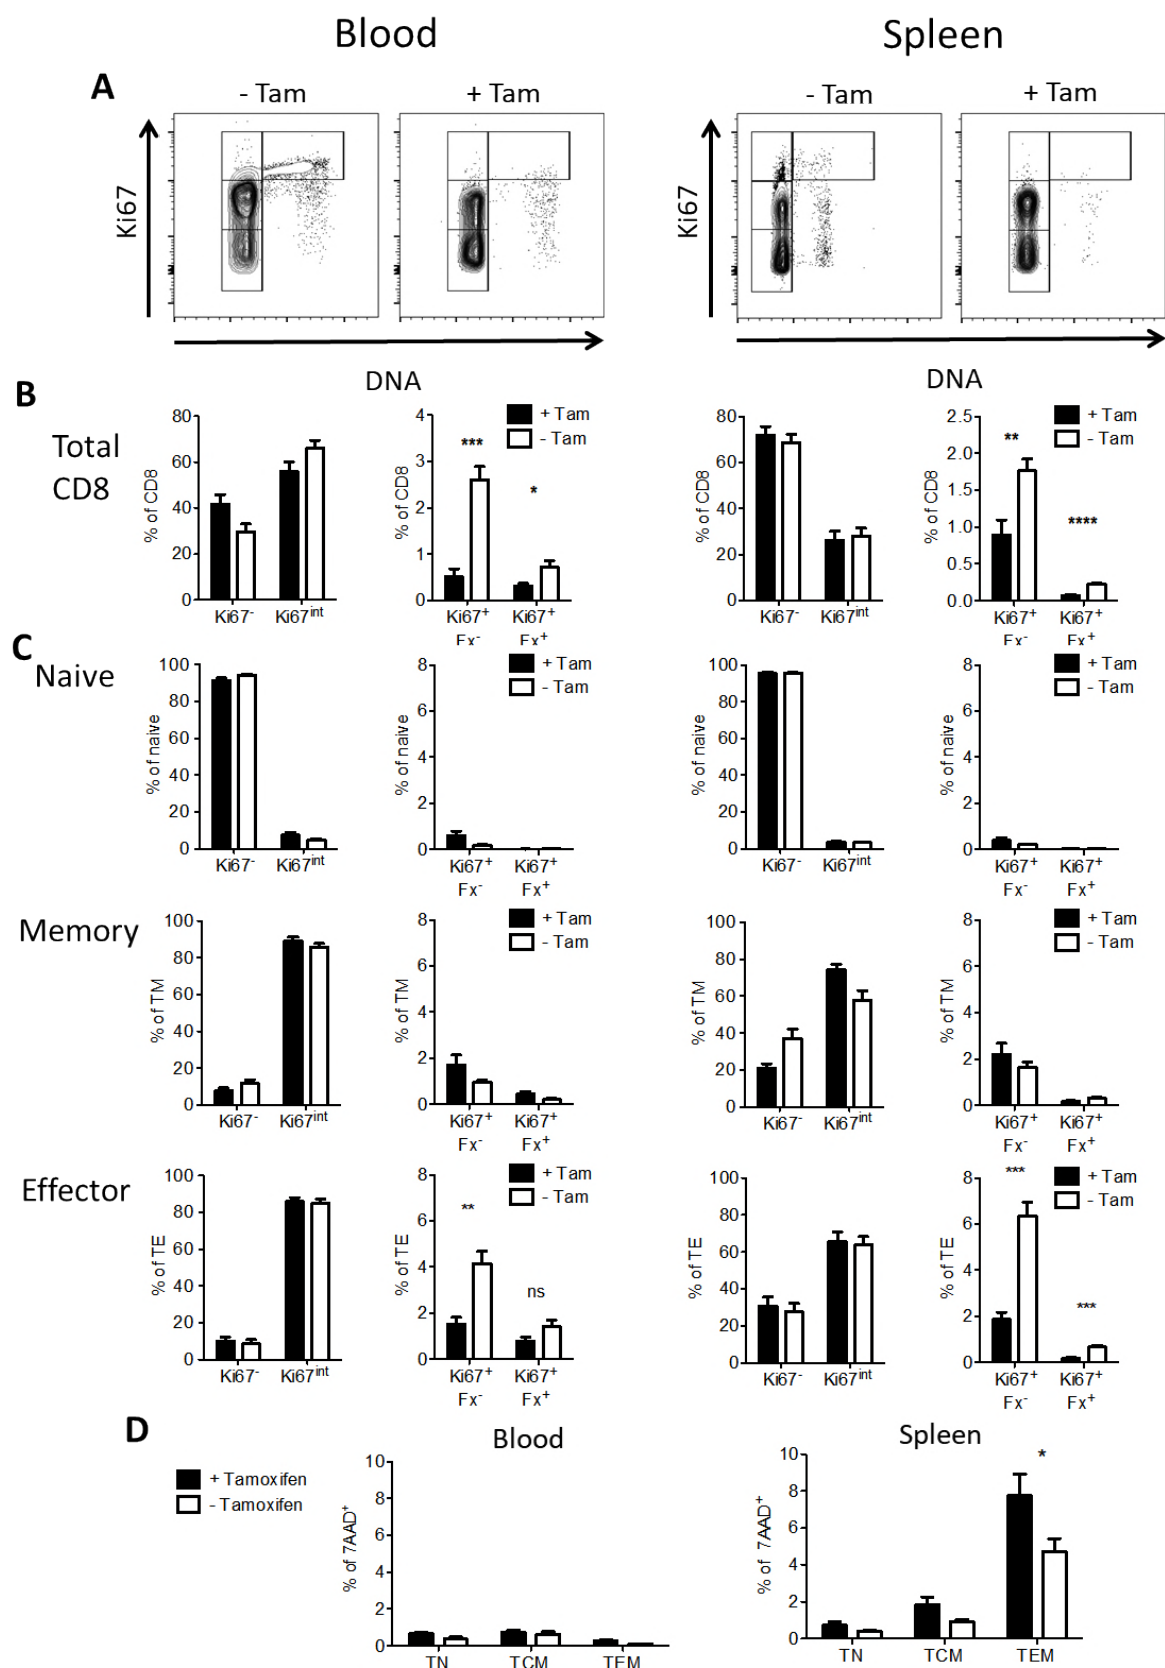 Blood Spleen
A
- Tam + Tam - Tam + Tam
Ki67 Ki67
DNA DNA
B
Total
CD8
80
60
40
20
0
% of CD8
Ki67⁻ Ki67ⁱⁿᵗ
4
3
2
1
0
% of CD8
*** *
+ Tam
- Tam
Ki67⁺ Ki67⁺
Fx⁻ Fx⁺
80
60
40
20
0
% of CD8
Ki67⁻ Ki67ⁱⁿᵗ
2.5
2.0
1.5
1.0
0.5
0.0
% of CD8
** ****
+ Tam
- Tam
Ki67⁺ Ki67⁺
Fx⁻ Fx⁺
C
Naive
100
80
60
40
20
0
% of naive
Ki67⁻ Ki67ⁱⁿᵗ
8
6
4
2
0
% of naive
+ Tam
- Tam
Ki67⁺ Ki67⁺
Fx⁻ Fx⁺
100
80
60
40
20
0
% of naive
Ki67⁻ Ki67ⁱⁿᵗ
8
6
4
2
0
% of naive
+ Tam
- Tam
Ki67⁺ Ki67⁺
Fx⁻ Fx⁺
Memory
100
80
60
40
20
0
% of TM
Ki67⁻ Ki67ⁱⁿᵗ
8
6
4
2
0
% of TM
+ Tam
- Tam
Ki67⁺ Ki67⁺
Fx⁻ Fx⁺
100
80
60
40
20
0
% of TM
Ki67⁻ Ki67ⁱⁿᵗ
8
6
4
2
0
% of TM
+ Tam
- Tam
Ki67⁺ Ki67⁺
Fx⁻ Fx⁺
Effector
100
80
60
40
20
0
% of TE
Ki67⁻ Ki67ⁱⁿᵗ
8
6
4
2
0
% of TE
** ns
+ Tam
- Tam
Ki67⁺ Ki67⁺
Fx⁻ Fx⁺
100
80
60
40
20
0
% of TE
Ki67⁻ Ki67ⁱⁿᵗ
8
6
4
2
0
% of TE
*** ***
+ Tam
- Tam
Ki67⁺ Ki67⁺
Fx⁻ Fx⁺
D
+ Tamoxifen
- Tamoxifen
Blood
10
8
6
4
2
0
% of 7AAD⁺
TN TCM TEM
Spleen
10
8
6
4
2
0
% of 7AAD⁺
*
TN TCM TEM